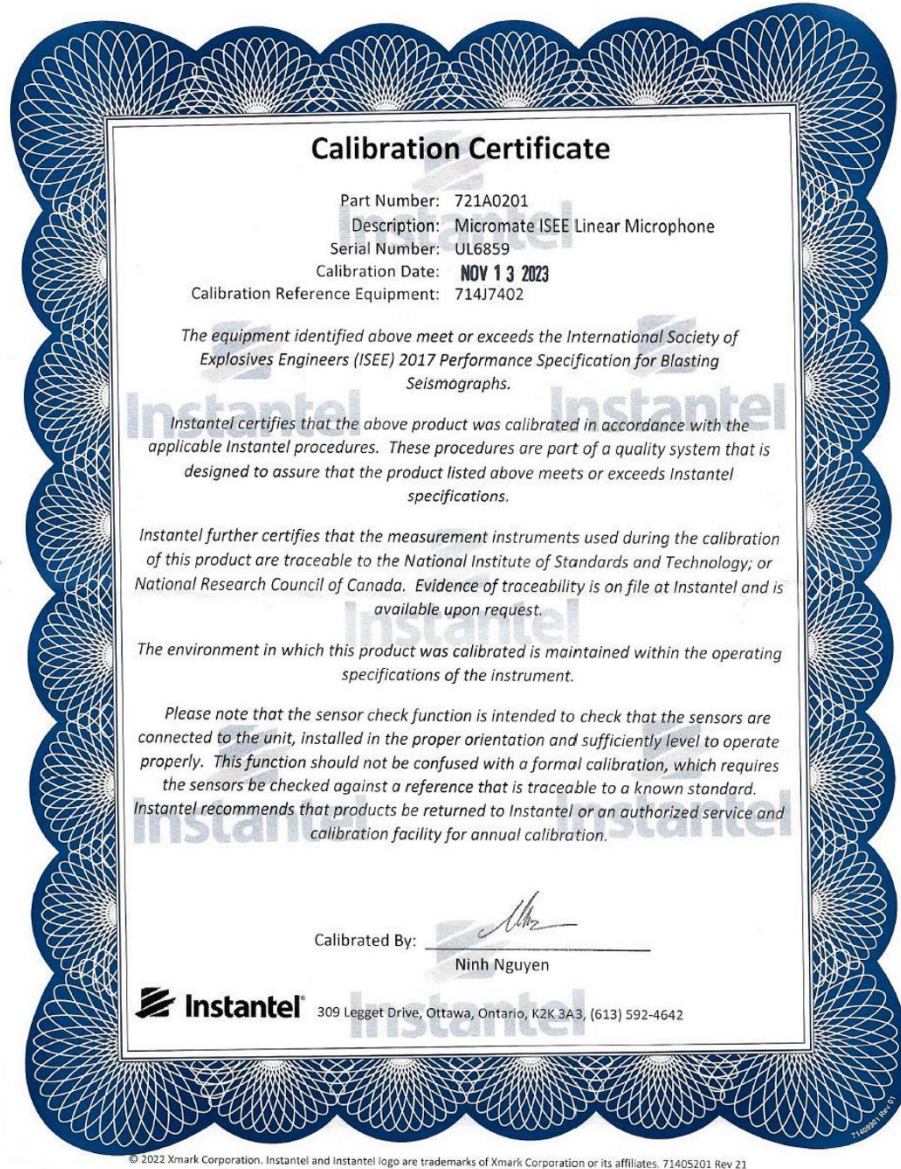 Calibration Certificate
Part Number: 721A0201
Description: Micromate ISEE Linear Microphone
Serial Number: UL6859
Calibration Date: NOV 13 2023
Calibration Reference Equipment: 714J7402
The equipment identified above meet or exceeds the International Society of
Explosives Engineers (ISEE) 2017 Performance Specification for Blasting
Seismographs.
Instantel certifies that the above product was calibrated in accordance with the
applicable Instantel procedures. These procedures are part of a quality system that is
designed to assure that the product listed above meets or exceeds Instantel
specifications.
Instantel further certifies that the measurement instruments used during the calibration
of this product are traceable to the National Institute of Standards and Technology; or
National Research Council of Canada. Evidence of traceability is on file at Instantel and is
available upon request.
The environment in which this product was calibrated is maintained within the operating
specifications of the instrument.
Please note that the sensor check function is intended to check that the sensors are
connected to the unit, installed in the proper orientation and sufficiently level to operate
properly. This function should not be confused with a formal calibration, which requires
the sensors be checked against a reference that is traceable to a known standard.
Instantel recommends that products be returned to Instantel or an authorized service and
calibration facility for annual calibration.
Calibrated By:
Ninh Nguyen
Instantel 309 Legget Drive, Ottawa, Ontario, K2K 3A3, (613) 592-4642
© 2022 Xmark Corporation. Instantel and Instantel logo are trademarks of Xmark Corporation or its affiliates. 71405201 Rev 21